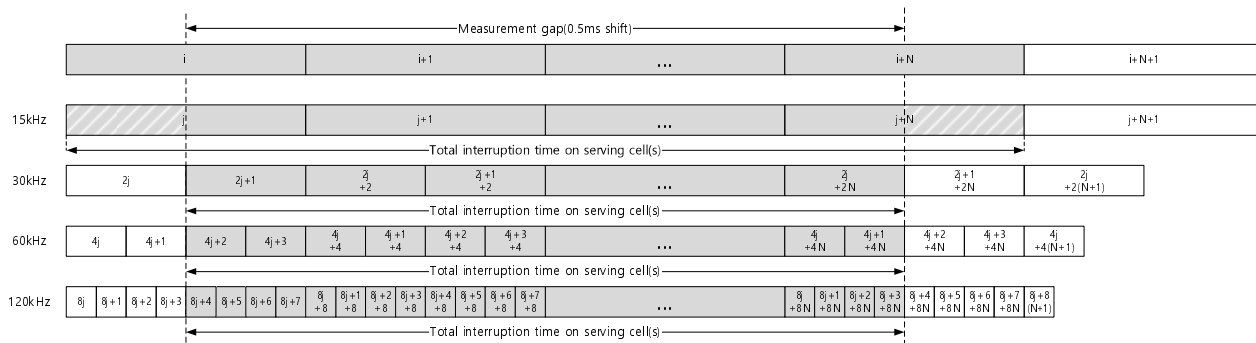 Measurement gap(0.5ms shift)
i i+1 ... i+N i+N+1
15kHz j j+1 ... j+N j+N+1
Total interruption time on serving cell(s)
30kHz 2j 2j+1 2j +2 2j+1 +2 ... 2j +2N 2j+1 +2N 2j +2(N+1)
Total interruption time on serving cell(s)
60kHz 4j 4j+1 4j+2 4j+3 4j +4 4j+1 +4 4j+2 +4 4j+3 +4 ... 4j +4N 4j+1 +4N 4j+2 +4N 4j+3 +4N 4j +4(N+1)
Total interruption time on serving cell(s)
120kHz 8j 8j+1 8j+2 8j+3 8j+4 8j+5 8j+6 8j+7 8j +8 8j+1 +8 8j+2 +8 8j+3 +8 8j+4 +8 8j+5 +8 8j+6 +8 8j+7 +8 ... 8j +8N 8j+1 +8N 8j+2 +8N 8j+3 +8N 8j+4 +8N 8j+5 +8N 8j+6 +8N 8j+7 +8N 8j+8 (N+1)
Total interruption time on serving cell(s)